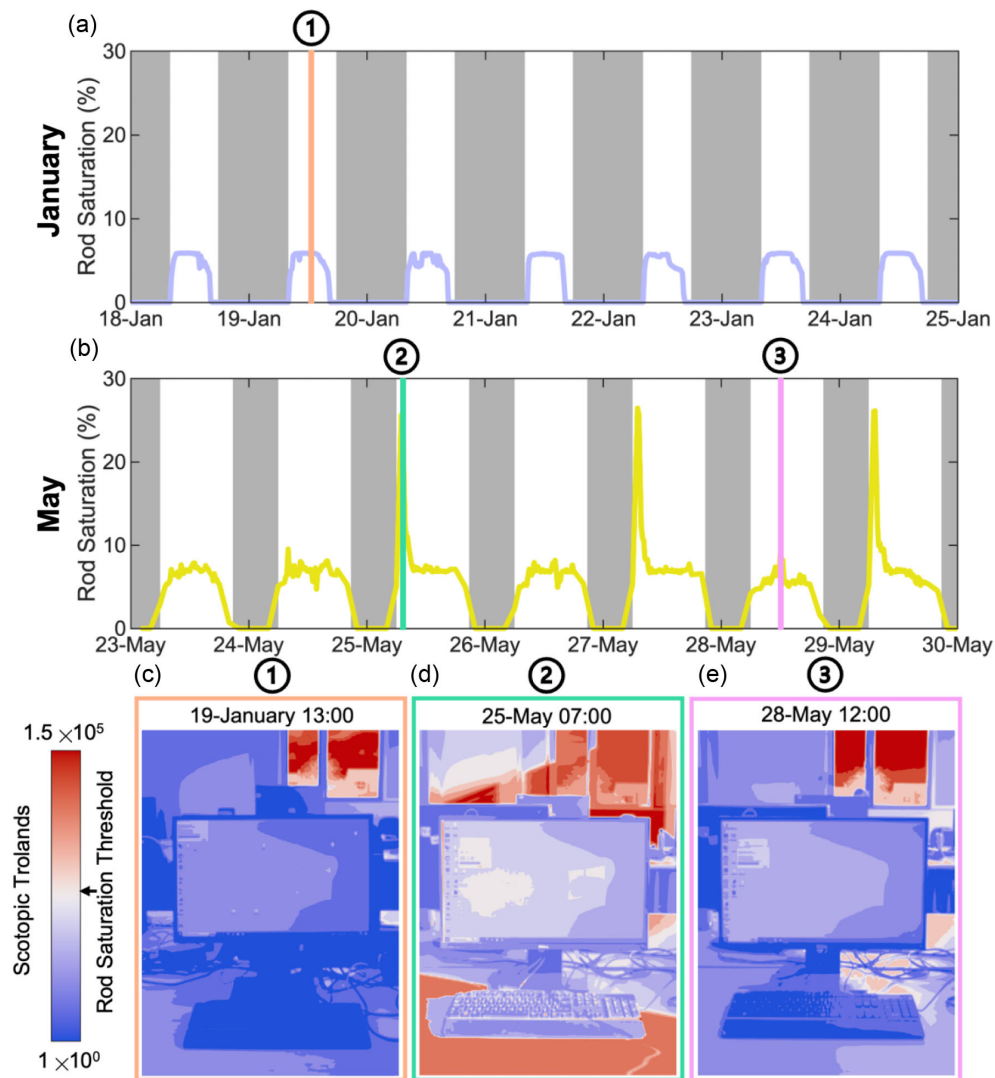 (a)
①
January
Rod Saturation (%)
30
20
10
0
18-Jan 19-Jan 20-Jan 21-Jan 22-Jan 23-Jan 24-Jan 25-Jan
(b)
② ③
May
Rod Saturation (%)
30
20
10
0
23-May 24-May 25-May 26-May 27-May 28-May 29-May 30-May
(c) ① (d) ② (e) ③
19-January 13:00 25-May 07:00 28-May 12:00
1.5 ×10⁵
Scotopic Trolands
Rod Saturation Threshold
1 ×10⁰